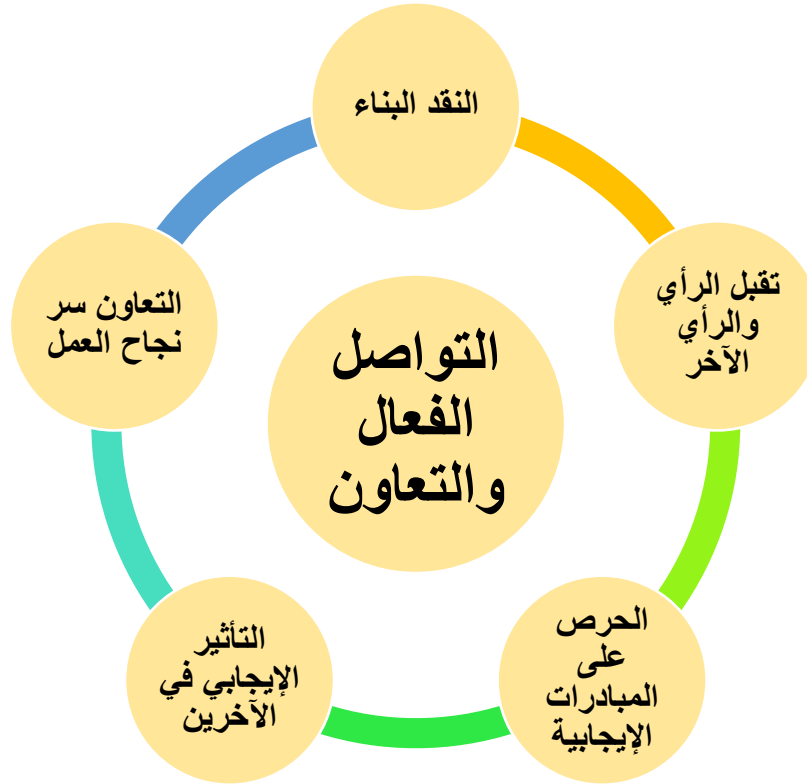 النقد البناء
تقبل الرأي
والرأي
الآخر
الحرص
على
المبادرات
الإيجابية
التأثير
الإيجابي في
الآخرين
التعاون سر
نجاح العمل
التواصل
الفعال
والتعاون